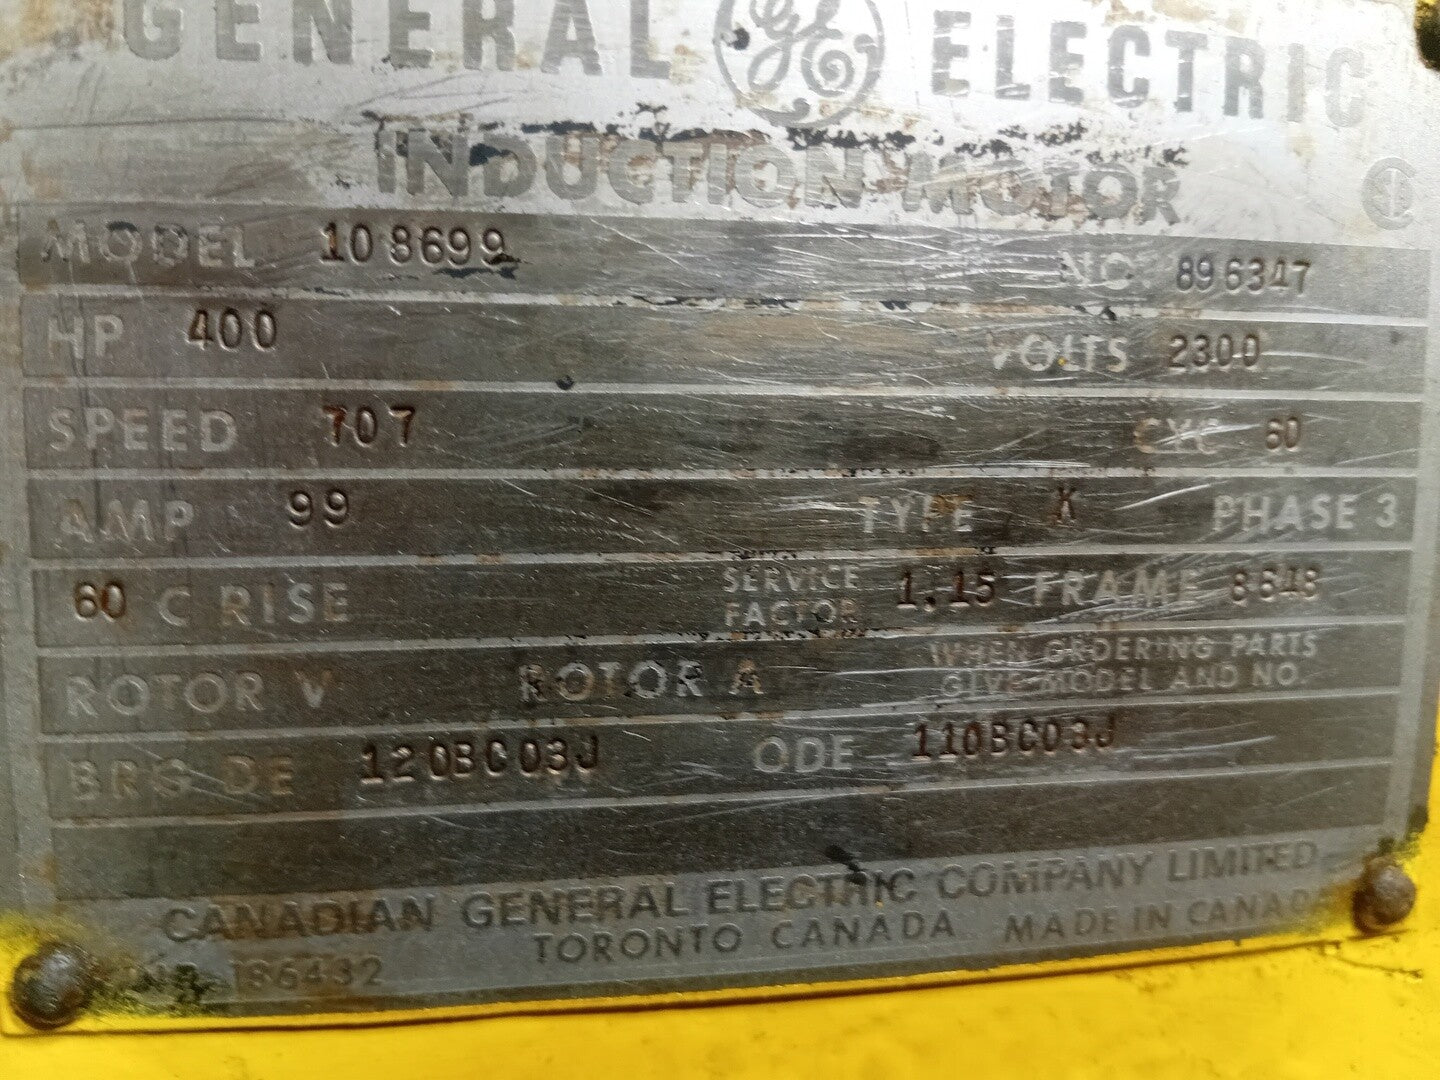 GENERAL GE ELECTRIC
INDUCTION MOTOR
MODEL 108699 NO. 896347
HP 400 VOLTS 2300
SPEED 707 CYC 60
AMP 99 TYPE K PHASE 3
60 C RISE SERVICE FACTOR 1.15 FRAME 8648
ROTOR V ROTOR A WHEN ORDERING PARTS
GIVE MODEL AND NO.
BRG DE 120BC03J ODE 110BC03J
CANADIAN GENERAL ELECTRIC COMPANY LIMITED
TORONTO CANADA MADE IN CANADA
186432